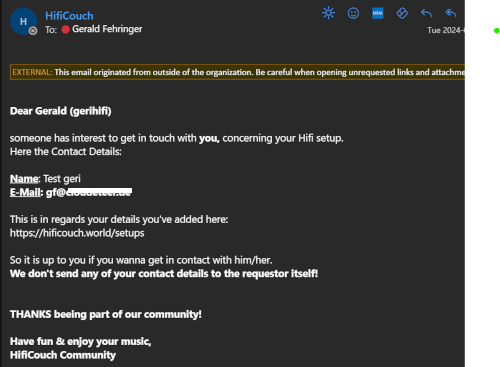 H
HifiCouch
To: Gerald Fehringer
Tue 2024-
EXTERNAL: This email originated from outside of the organization. Be careful when opening unrequested links and attachme
Dear Gerald (gerihifi)
someone has interest to get in touch with you, concerning your Hifi setup.
Here the Contact Details:
Name: Test geri
E-Mail: gf@
This is in regards your details you've added here:
https://hificouch.world/setups
So it is up to you if you wanna get in contact with him/her.
We don't send any of your contact details to the requestor itself!
THANKS beeing part of our community!
Have fun & enjoy your music,
HifiCouch Community